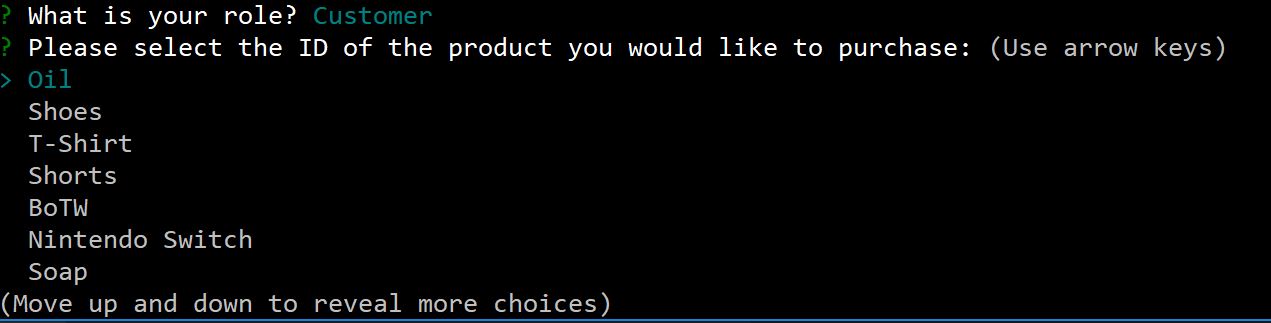 ? What is your role? Customer
? Please select the ID of the product you would like to purchase: (Use arrow keys)
> Oil
Shoes
T-Shirt
Shorts
BoTW
Nintendo Switch
Soap
(Move up and down to reveal more choices)